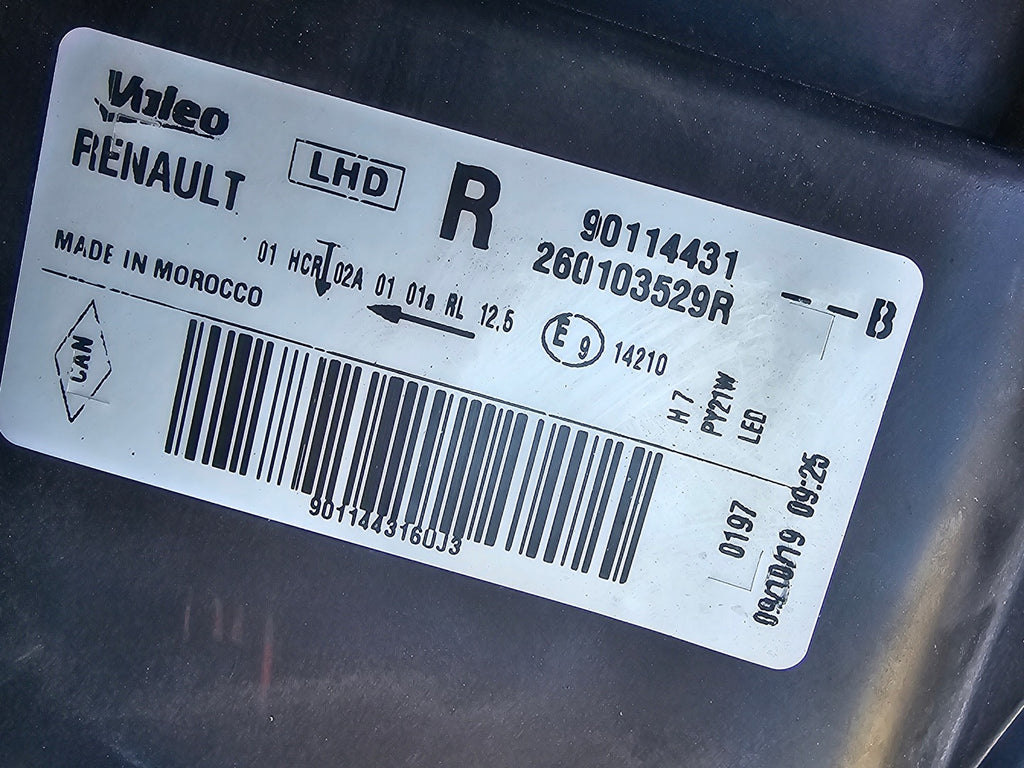 Valeo
RENAULT
LHD
R
90114431
260103529R
--B
MADE IN MOROCCO
01 HCR 02A 01 01a RL 12.5
E 9 14210
CAN
H7
PY21W
LED
901144316DJ3
0197
09/10/19 09:25